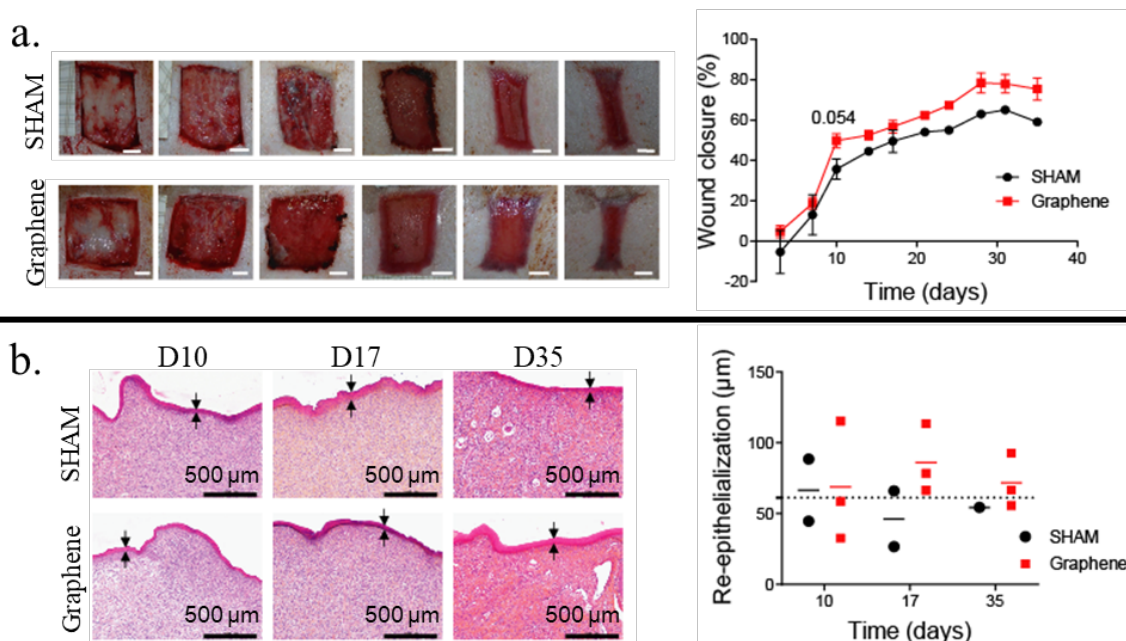 a.
SHAM
Graphene
Wound closure (%)
100
80
60
40
20
0
-20
0.054
SHAM
Graphene
10
20
30
40
Time (days)
b.
D10
D17
D35
SHAM
500 µm
500 µm
500 µm
Graphene
500 µm
500 µm
500 µm
Re-epithelialization (µm)
150
100
50
0
SHAM
Graphene
10
17
35
Time (days)